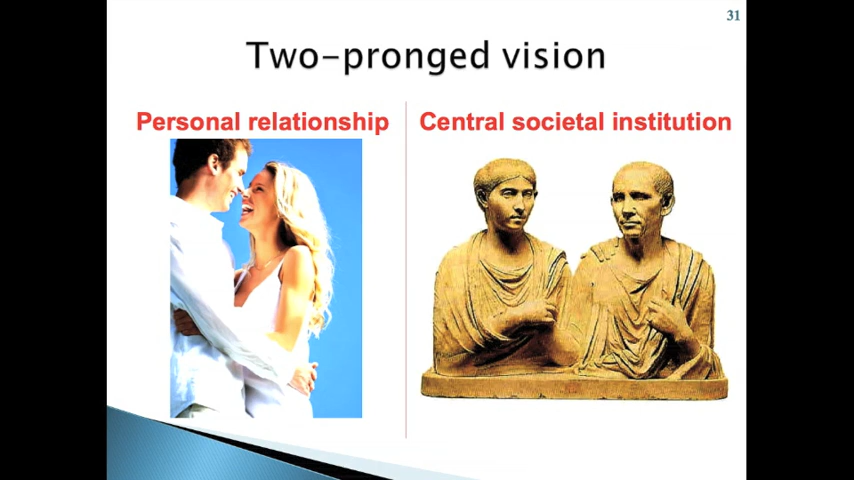 31
Two-pronged vision
Personal relationship
Central societal institution